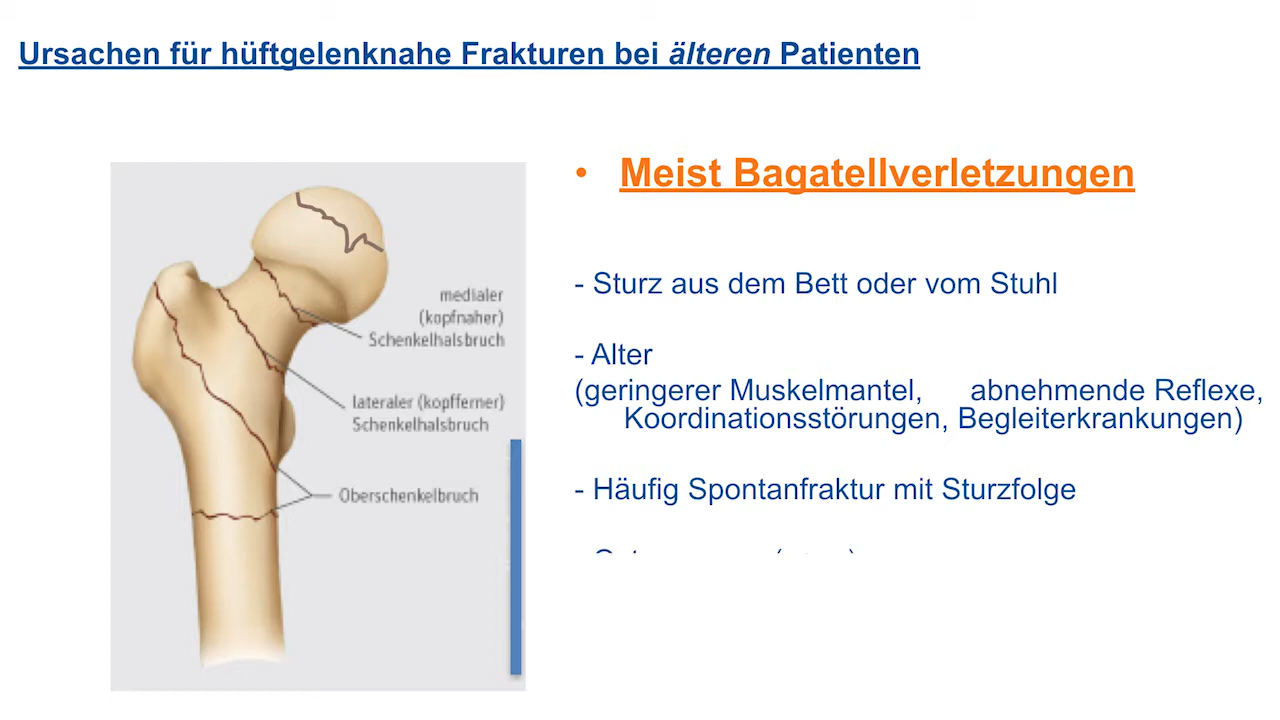 Ursachen für hüftgelenknahe Frakturen bei älteren Patienten
• Meist Bagatellverletzungen
- Sturz aus dem Bett oder vom Stuhl
- Alter
(geringerer Muskelmantel, abnehmende Reflexe,
Koordinationsstörungen, Begleiterkrankungen)
- Häufig Spontanfraktur mit Sturzfolge
medialer
(kopfnaher)
Schenkelhalsbruch
lateraler (kopfferner)
Schenkelhalsbruch
Oberschenkelbruch